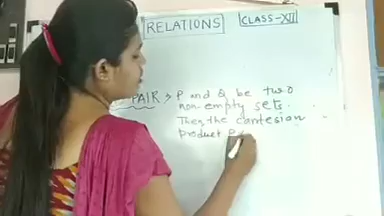 RELATIONS
CLASS-XII
PAIR → P and Q be two
non-empty sets.
Then the cartesian
product P